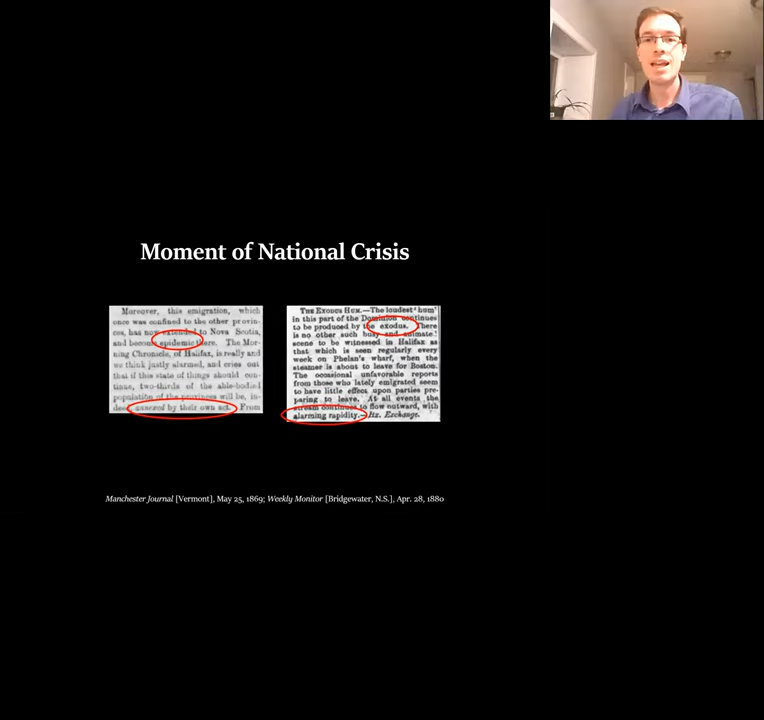 Moment of National Crisis
Moreover, this emigration, which
once was confined to the other provin-
ces, has now extended to Nova Scotia,
and become epidemic there. The Mor-
ning Chronicle, of Halifax, is really and
we think justly alarmed, and cries out
that if this state of things should con-
tinue, two-thirds of the able-bodied
population of the provinces will be, in-
deed annexed by their own act. From
THE EXODUS HUM.—The loudest 'hum'
in this part of the Dominion continues
to be produced by the exodus. There
is no other such busy and animate!
scene to be witnessed in Halifax as
that which is seen regularly every
week on Phelan's wharf, when the
steamer is about to leave for Boston.
The occasional unfavorable reports
from those who lately emigrated seem
to have little effect upon parties pre-
paring to leave. At all events the
stream continues to flow outward, with
alarming rapidity.—Itz. Exchange.
Manchester Journal [Vermont], May 25, 1869; Weekly Monitor [Bridgewater, N.S.], Apr. 28, 1880